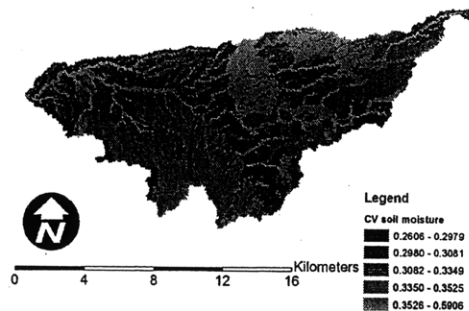 N
Kilometers
0 4 8 12 16
Legend
CV soil moisture
0.2606 - 0.2979
0.2980 - 0.3081
0.3082 - 0.3349
0.3350 - 0.3525
0.3526 - 0.5906